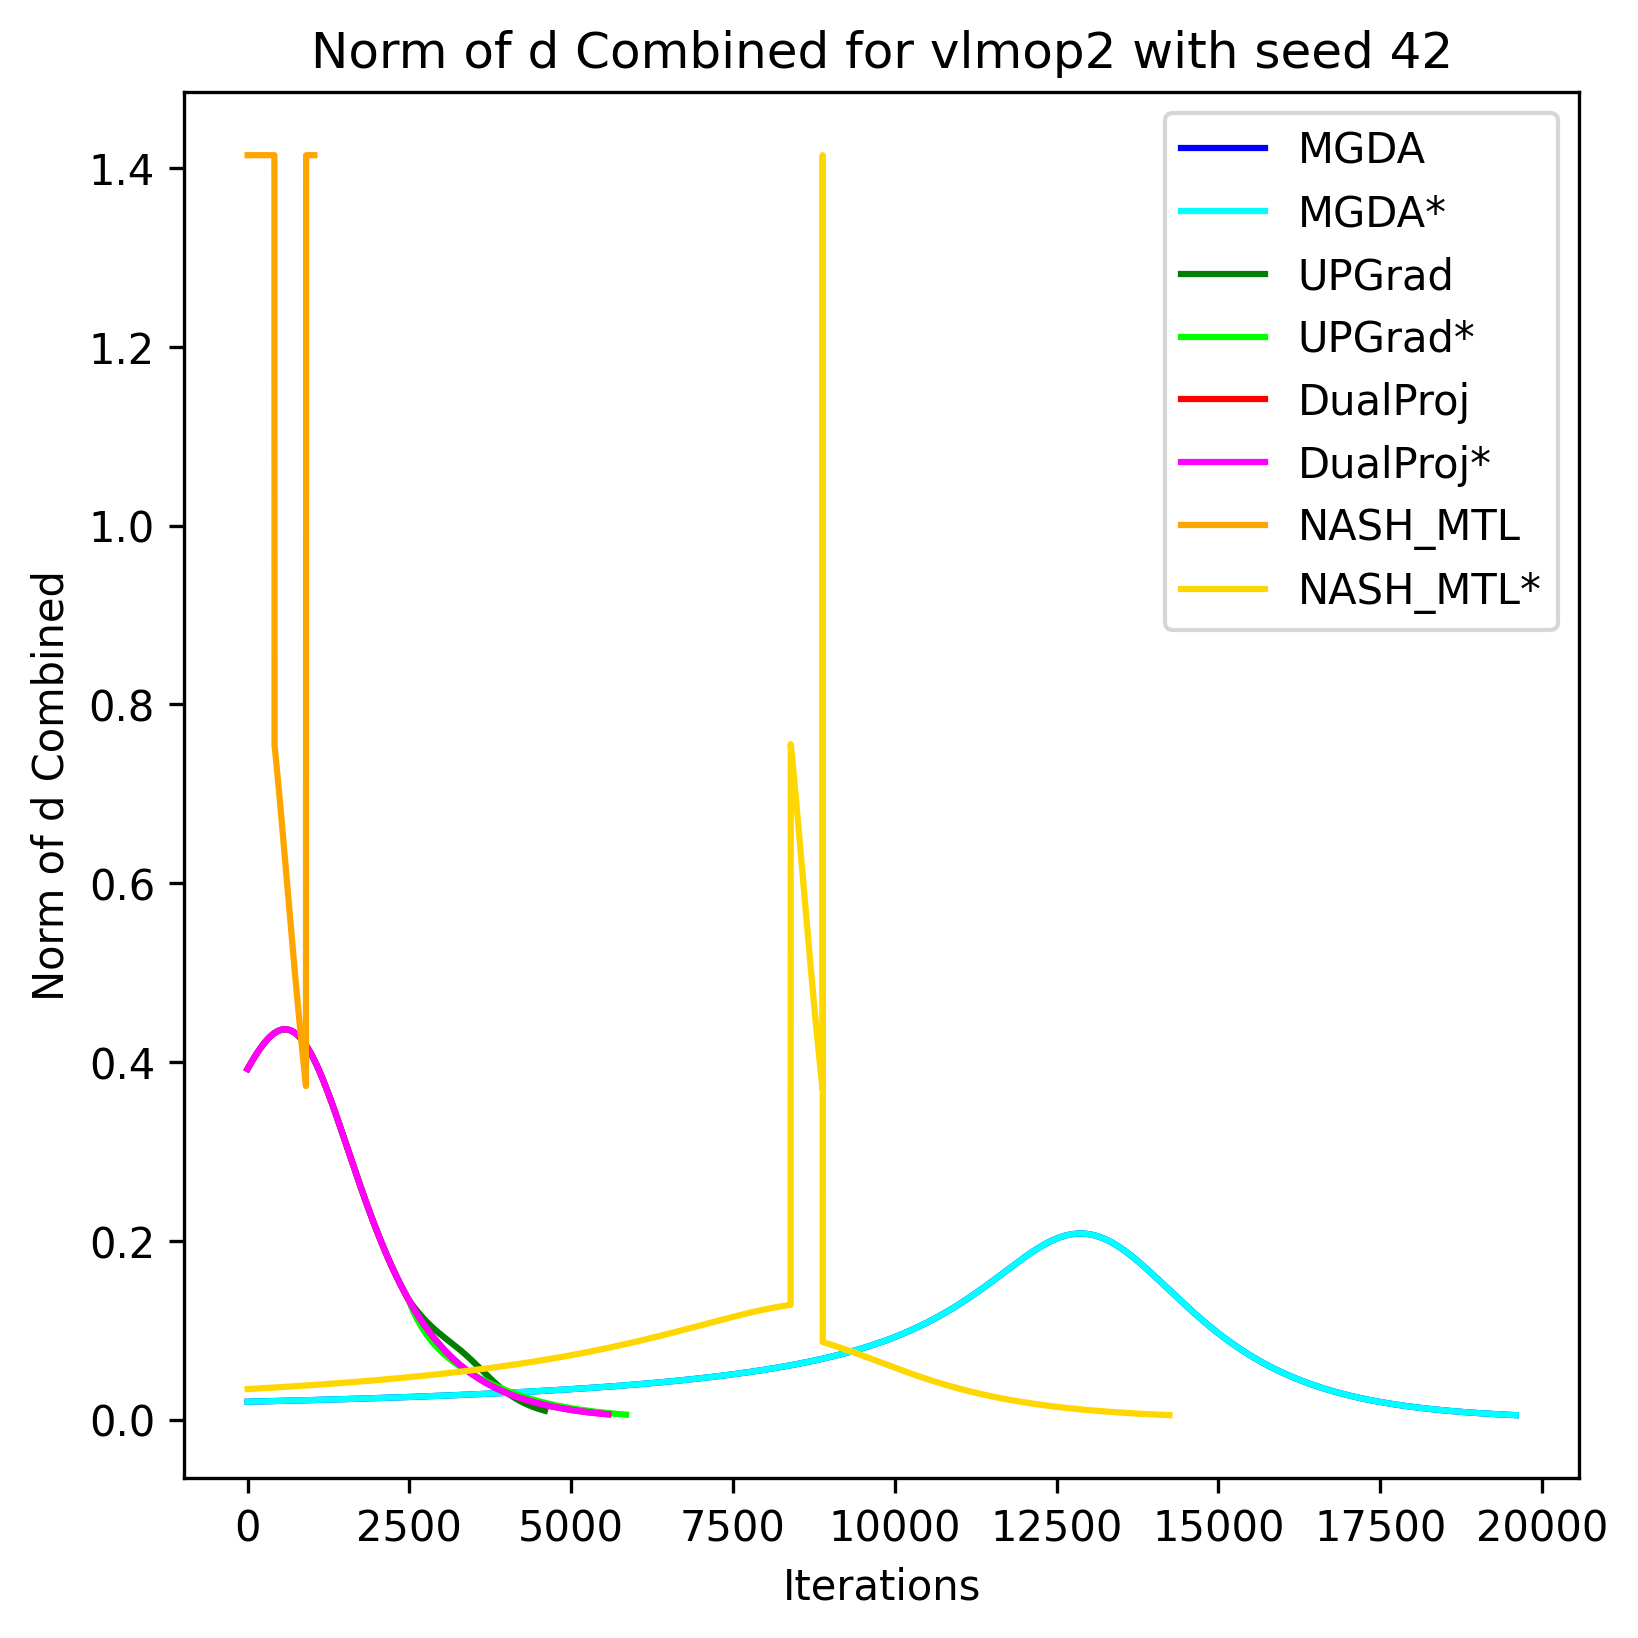 Norm of d Combined for vlmop2 with seed 42
MGDA
MGDA*
UPGrad
UPGrad*
DualProj
DualProj*
NASH_MTL
NASH_MTL*
Norm of d Combined
1.4
1.2
1.0
0.8
0.6
0.4
0.2
0.0
0 2500 5000 7500 10000 12500 15000 17500 20000
Iterations